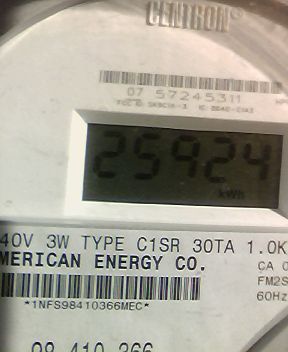 CENTRON®
07 57245311
25924
kWh
40V 3W TYPE C1SR 30TA 1.0K
MERICAN ENERGY CO.
CA 0
FM2S
60Hz
*1NFS98410366MEC*
98 410 366